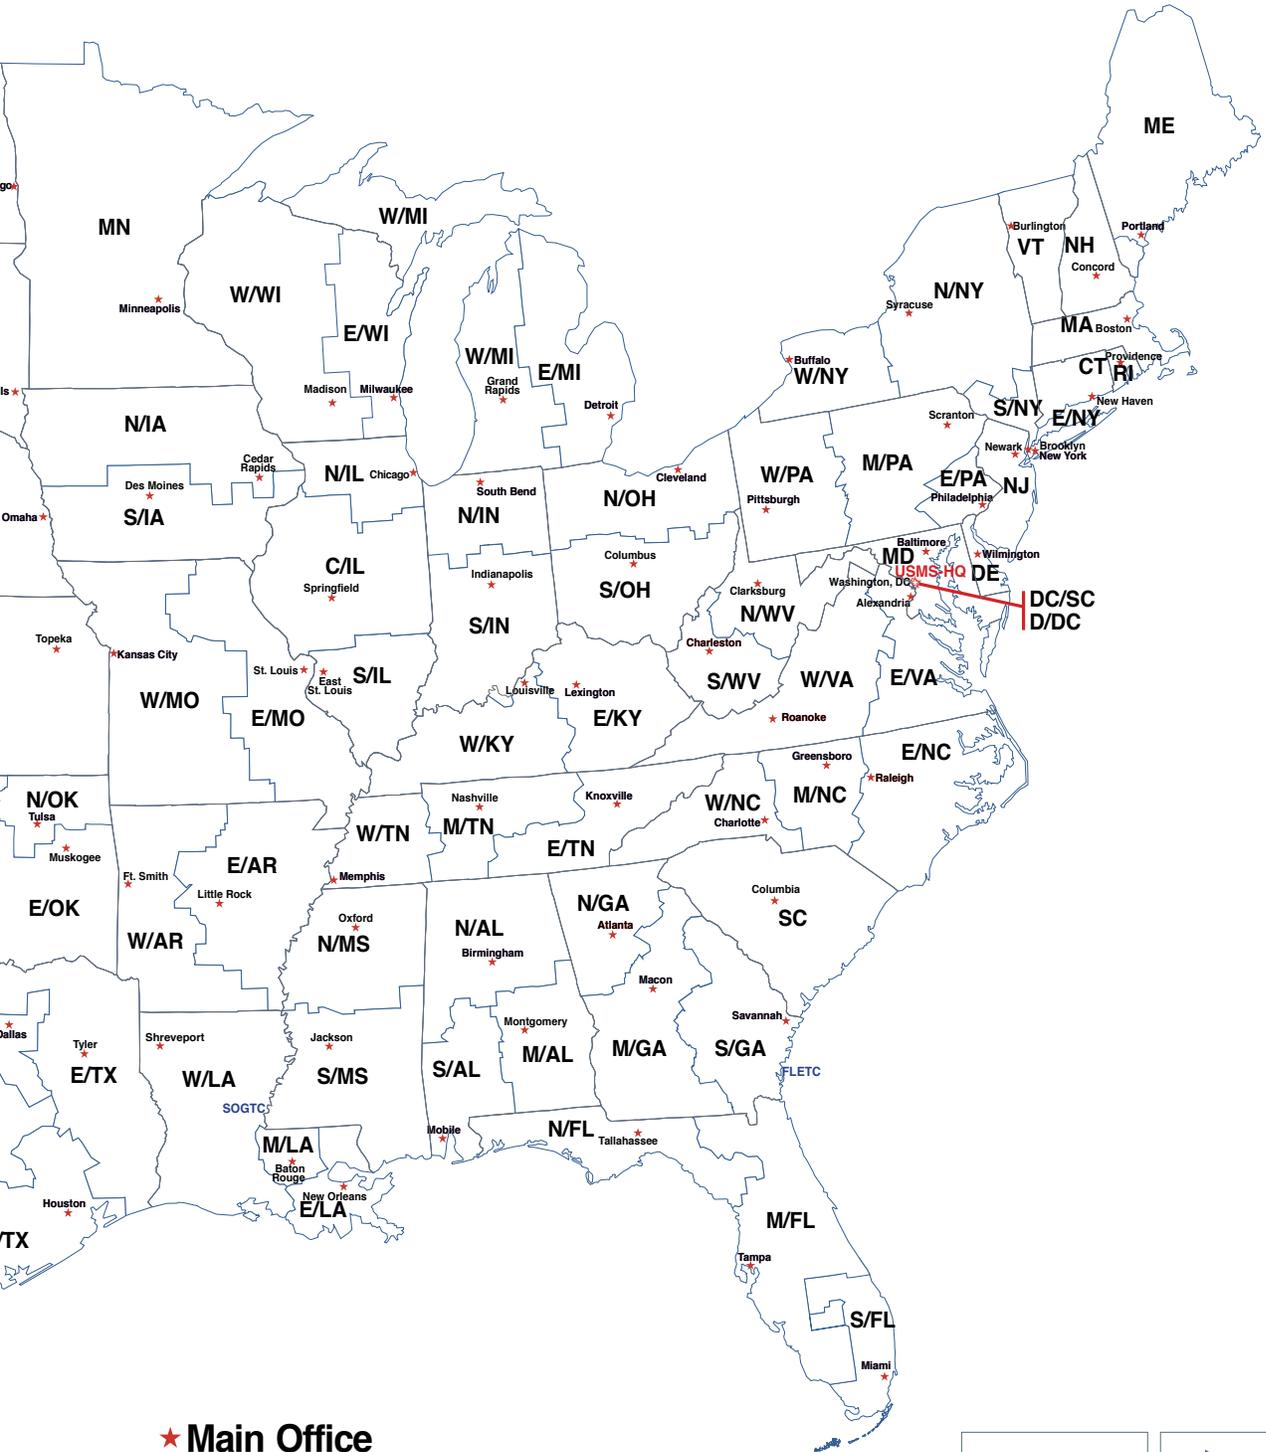 ME
go
MN
W/MI
Burlington
Portland
VT
NH
Concord
W/WI
N/NY
Minneapolis
Syracuse
E/WI
MA
Boston
W/MI
Buffalo
Providence
E/MI
W/NY
CT
RI
Grand
Rapids
ls
Madison
Milwaukee
New Haven
Detroit
S/NY
N/IA
Scranton
E/NY
Newark
Brooklyn
New York
Cedar
Rapids
N/IL
Chicago
Cleveland
W/PA
M/PA
E/PA
NJ
Des Moines
South Bend
N/OH
Pittsburgh
Philadelphia
Omaha
S/IA
N/IN
Baltimore
C/IL
Columbus
MD
Wilmington
Springfield
Indianapolis
S/OH
Clarksburg
Washington, DC
USMS-HQ
DE
Alexandria
DC/SC
D/DC
N/WV
S/IN
Topeka
Kansas City
Charleston
St. Louis
East
St. Louis
S/IL
Louisville
Lexington
S/WV
W/VA
E/VA
W/MO
E/MO
E/KY
Roanoke
W/KY
Greensboro
E/NC
Raleigh
N/OK
Tulsa
Nashville
Knoxville
W/NC
M/NC
Charlotte
W/TN
M/TN
Muskogee
E/TN
E/AR
Ft. Smith
Memphis
Little Rock
E/OK
N/GA
Columbia
SC
W/AR
Oxford
N/MS
N/AL
Atlanta
Birmingham
Macon
Savannah
Dallas
Shreveport
Jackson
Montgomery
Tyler
E/TX
W/LA
S/MS
S/AL
M/AL
M/GA
S/GA
FLETC
SOGTC
M/LA
Mobile
N/FL
Tallahassee
Baton
Rouge
New Orleans
E/LA
Houston
/TX
M/FL
Tampa
S/FL
Miami
Main Office